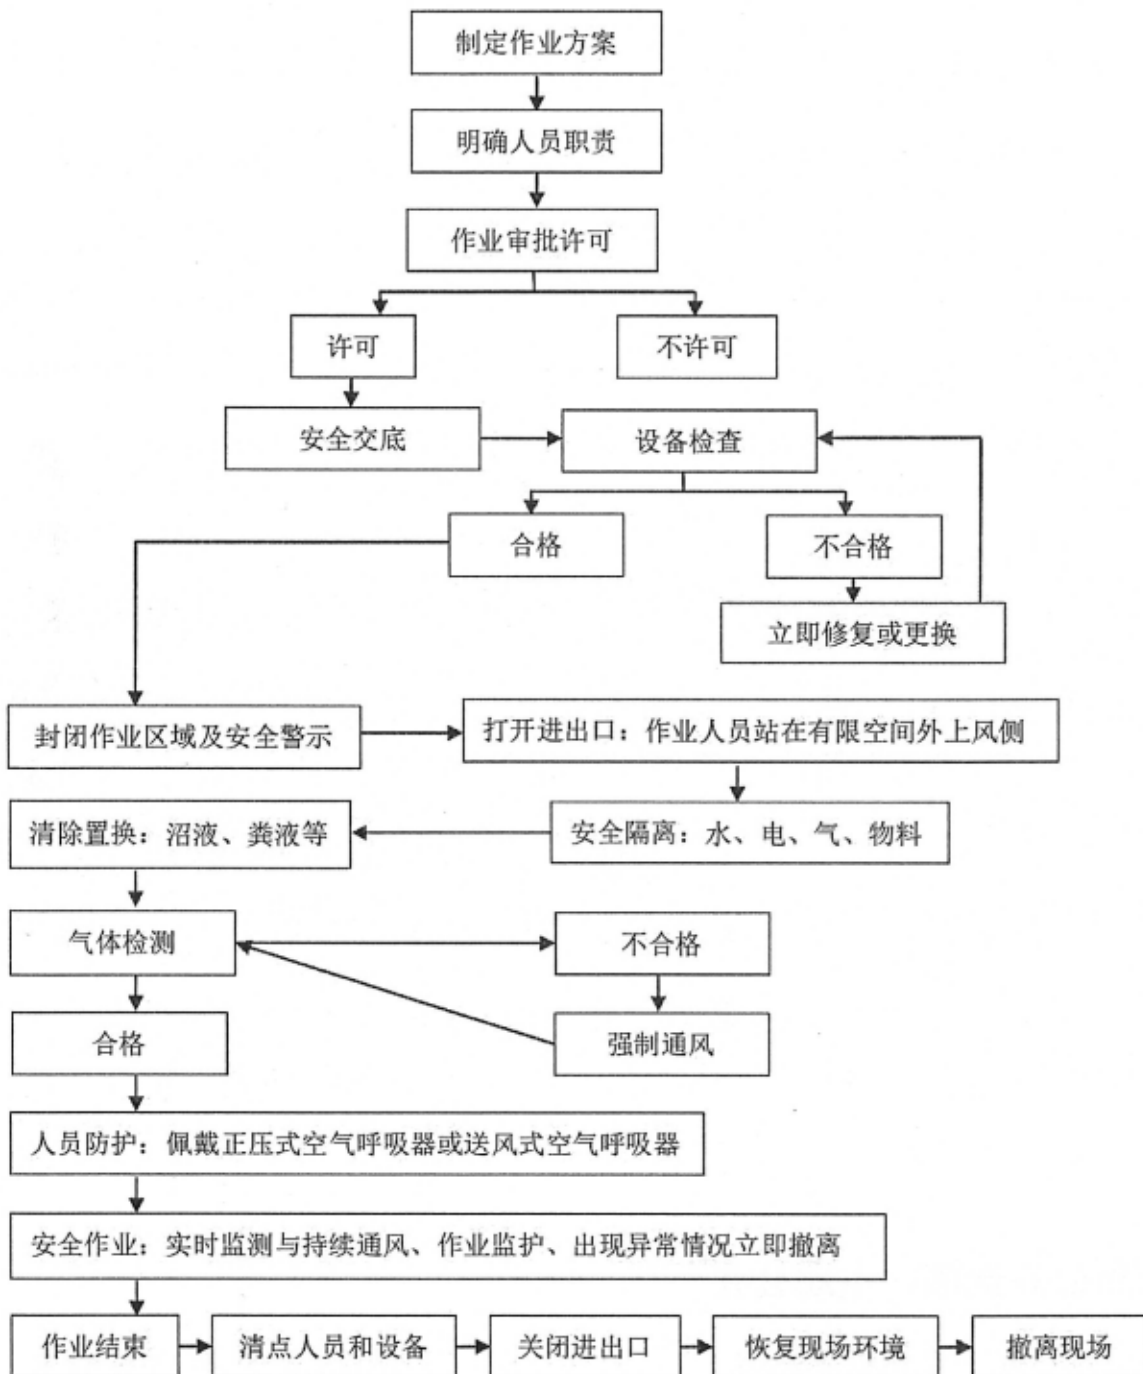 制定作业方案
明确人员职责
作业审批许可
许可
不许可
安全交底
设备检查
合格
不合格
立即修复或更换
封闭作业区域及安全警示
打开进出口：作业人员站在有限空间外上风侧
清除置换：沼液、粪液等
安全隔离：水、电、气、物料
气体检测
不合格
合格
强制通风
人员防护：佩戴正压式空气呼吸器或送风式空气呼吸器
安全作业：实时监测与持续通风、作业监护、出现异常情况立即撤离
作业结束
清点人员和设备
关闭进出口
恢复现场环境
撤离现场